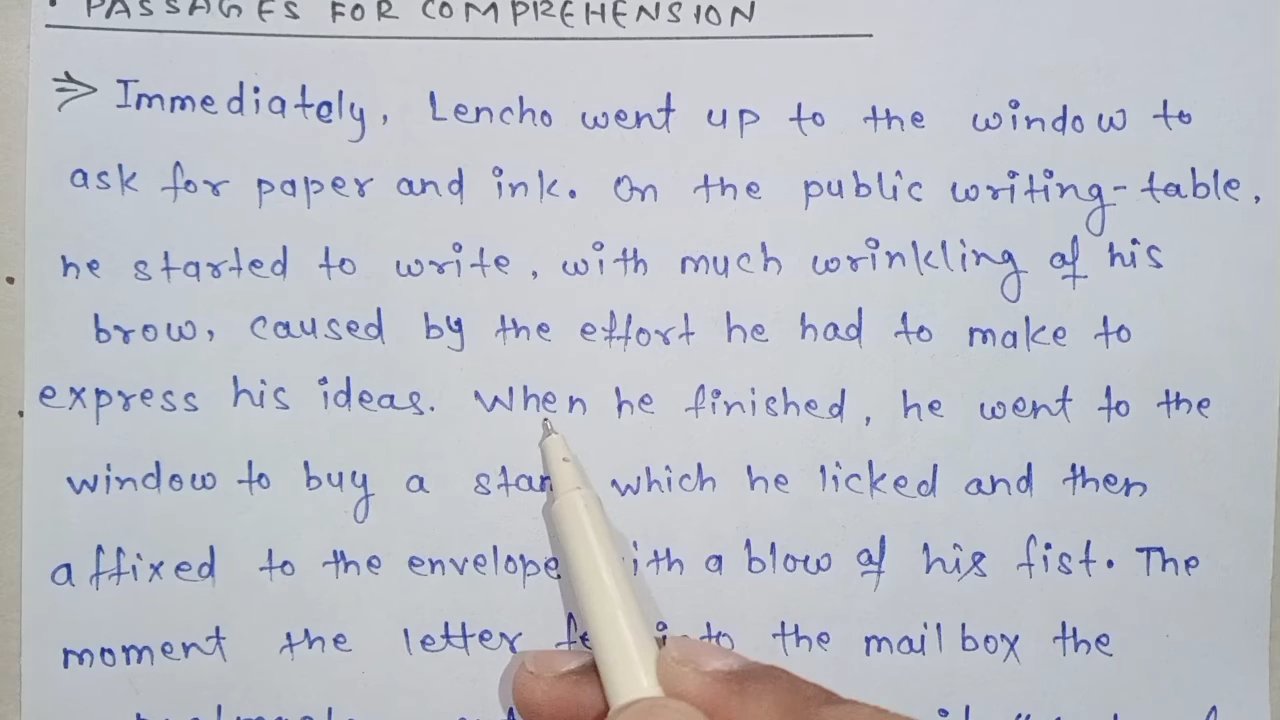 PASSAGES FOR COMPREHENSION
⇒ Immediately, Lencho went up to the window to
ask for paper and ink. On the public writing-table,
he started to write, with much wrinkling of his
brow, caused by the effort he had to make to
express his ideas. When he finished, he went to the
window to buy a which he licked and then
affixed to the envelope with a blow of his fist. The
moment the letter into the mail box the